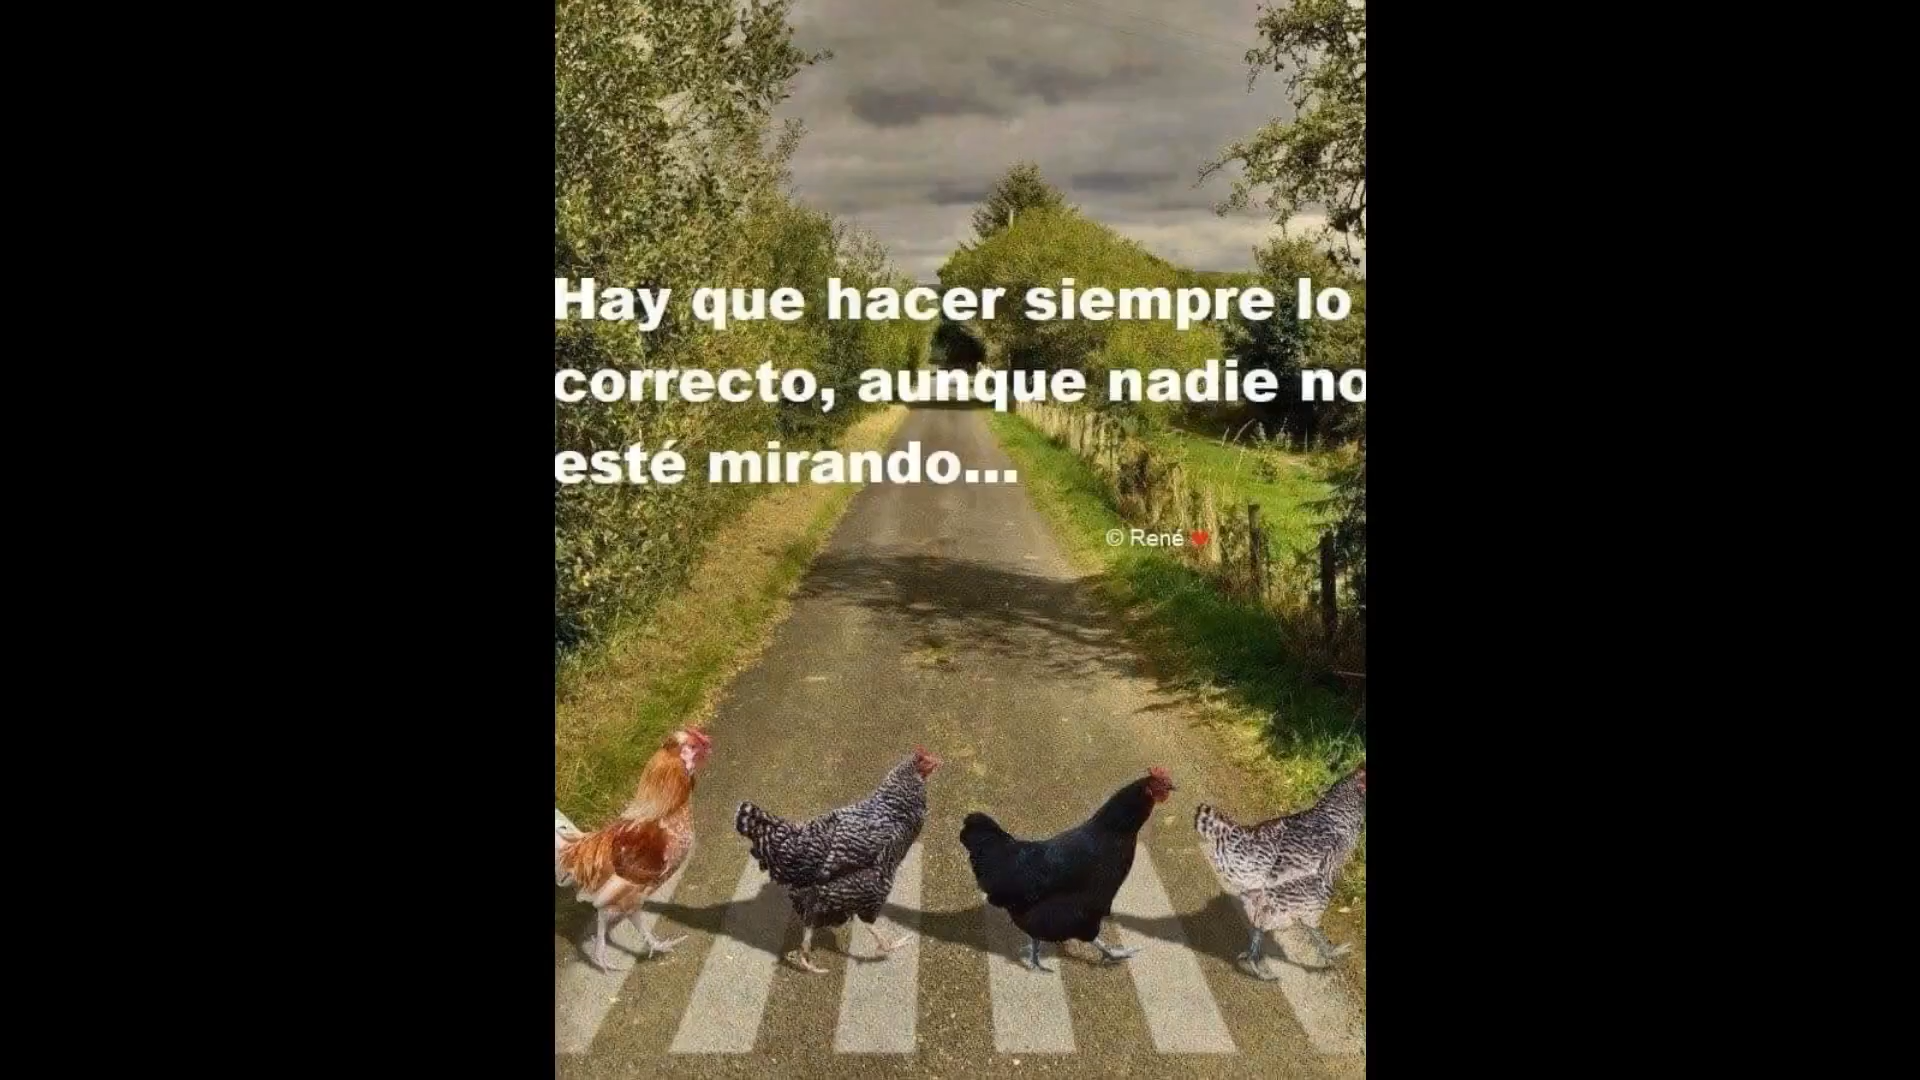 Hay que hacer siempre lo
correcto, aunque nadie no
esté mirando...
© René ❤